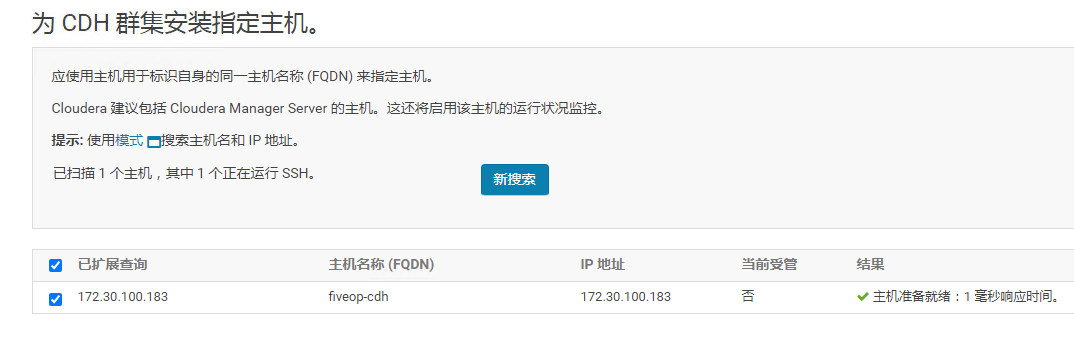 为 CDH 群集安装指定主机。
应使用主机用于标识自身的同一主机名称 (FQDN) 来指定主机。
Cloudera 建议包括 Cloudera Manager Server 的主机。这还将启用该主机的运行状况监控。
提示: 使用模式 搜索主机名和 IP 地址。
已扫描 1 个主机，其中 1 个正在运行 SSH。
新搜索
已扩展查询 主机名称 (FQDN) IP 地址 当前受管 结果
172.30.100.183 fiveop-cdh 172.30.100.183 否 主机准备就绪：1 毫秒响应时间。